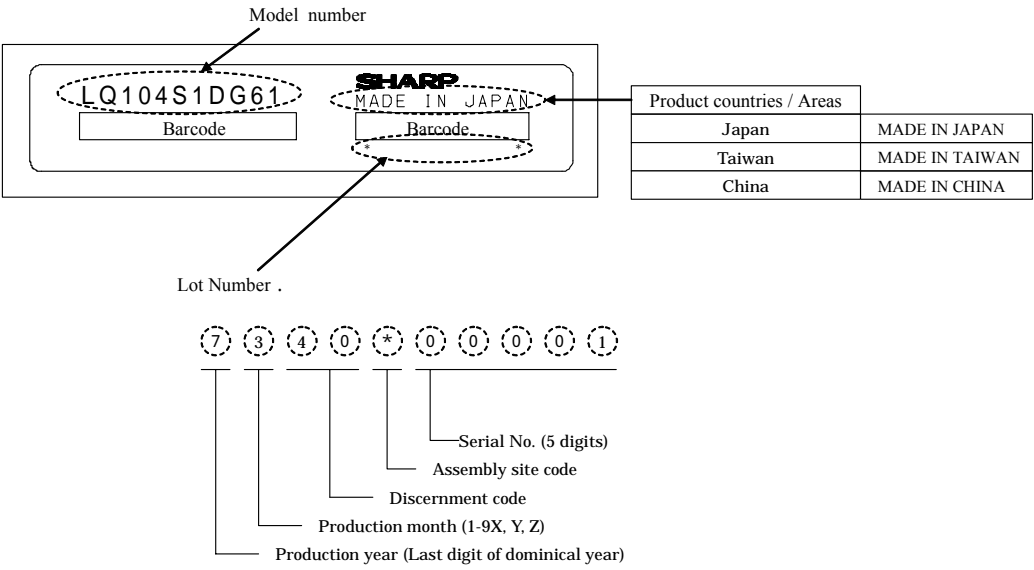 Model number
SHARP
LQ104S1DG61
MADE IN JAPAN
Barcode
Barcode
* *
Product countries / Areas
Japan MADE IN JAPAN
Taiwan MADE IN TAIWAN
China MADE IN CHINA
Lot Number .
7 3 4 0 * 0 0 0 0 1
Serial No. (5 digits)
Assembly site code
Discernment code
Production month (1-9X, Y, Z)
Production year (Last digit of dominical year)